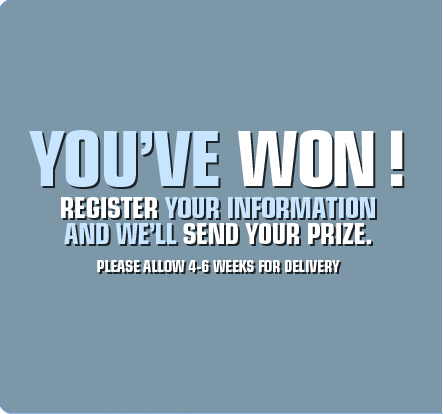 YOU'VE WON !
REGISTER YOUR INFORMATION
AND WE'LL SEND YOUR PRIZE.
PLEASE ALLOW 4-6 WEEKS FOR DELIVERY